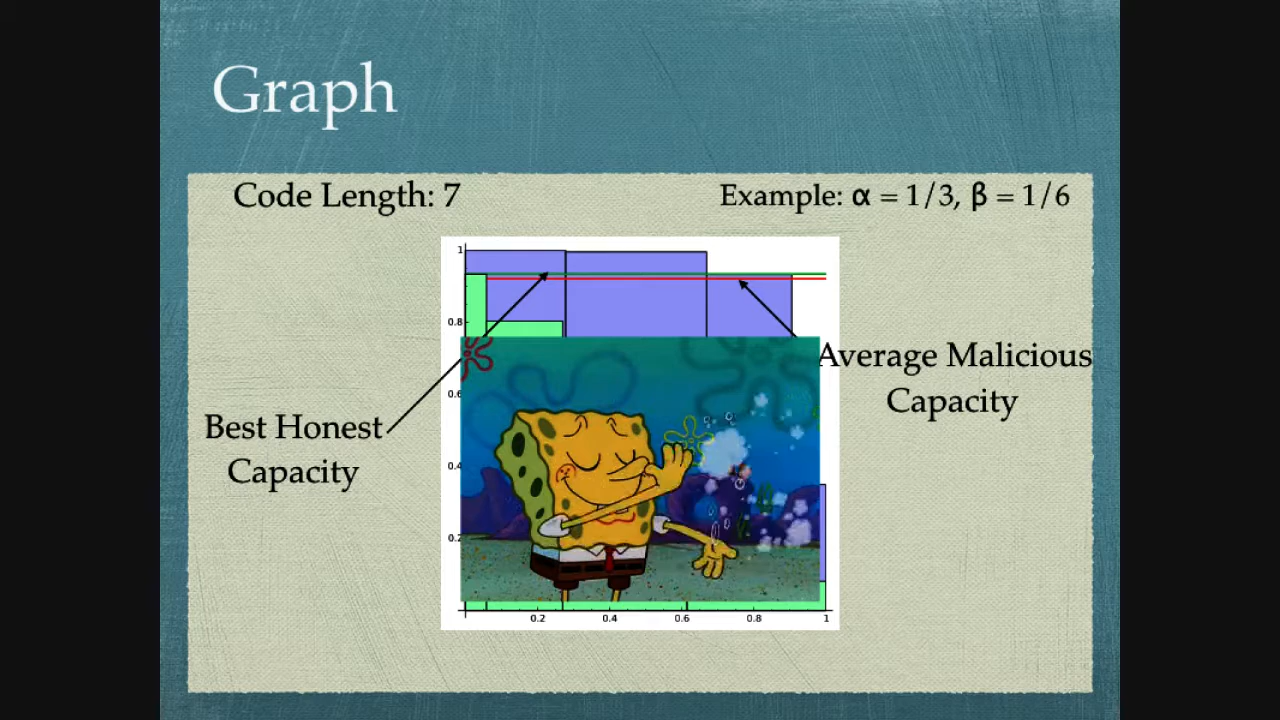 Graph
Code Length: 7
Example: α = 1/3, β = 1/6
1
0.8
0.6
0.4
0.2
Average Malicious
Capacity
Best Honest
Capacity
0.2 0.4 0.6 0.8 1